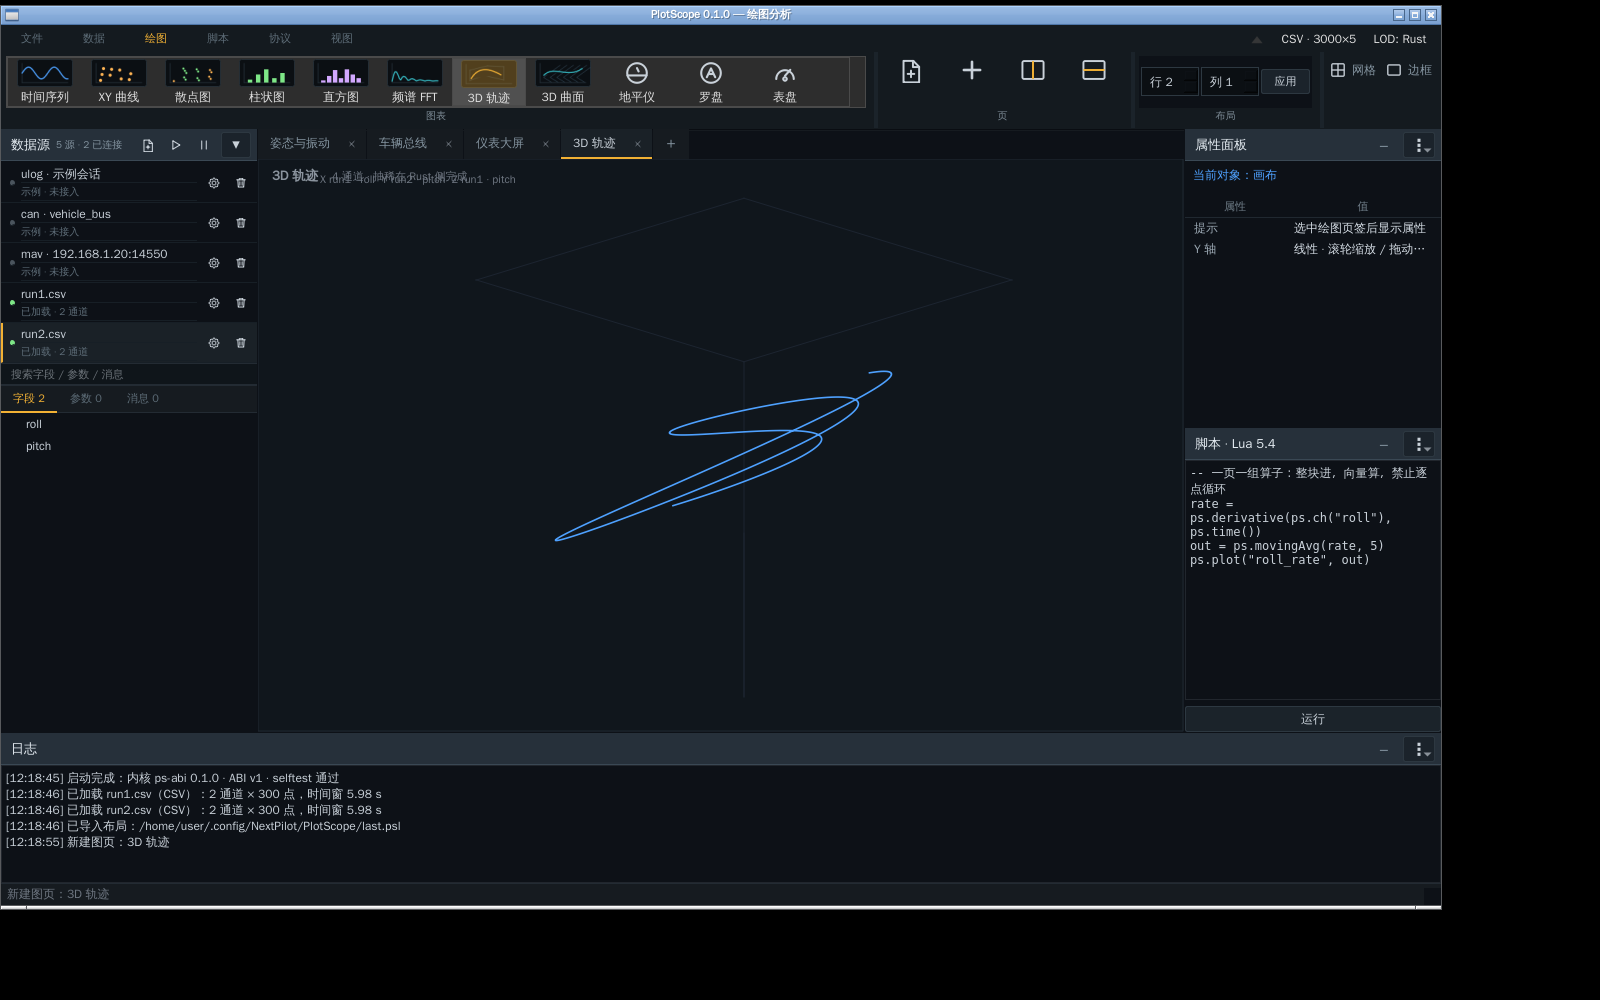 PlotScope 0.1.0 — 绘图分析
文件 数据 绘图 脚本 协议 视图 CSV · 3000×5 LOD: Rust
时间序列 XY 曲线 散点图 柱状图 直方图 频谱 FFT 3D 轨迹 3D 曲面 地平仪 罗盘 表盘
行 2 列 1 应用 网格 边框
图表 页 布局
数据源 5 源 · 2 已连接
姿态与振动 × 车辆总线 × 仪表大屏 × 3D 轨迹 × +
属性面板
ulog · 示例会话
示例 · 未接入
can · vehicle_bus
示例 · 未接入
mav · 192.168.1.20:14550
示例 · 未接入
run1.csv
已加载 · 2 通道
run2.csv
已加载 · 2 通道
搜索字段 / 参数 / 消息
字段 2 参数 0 消息 0
roll
pitch
3D 轨迹
run1 · pitch
当前对象：画布
属性 值
提示 选中绘图页签后显示属性
Y 轴 线性 · 滚轮缩放 / 拖动…
脚本 · Lua 5.4
-- 一页一组算子：整块进, 向量算, 禁止逐
点循环
rate =
ps.derivative(ps.ch("roll"),
ps.time())
out = ps.movingAvg(rate, 5)
ps.plot("roll_rate", out)
运行
日志
[12:18:45] 启动完成：内核 ps-abi 0.1.0 · ABI v1 · selftest 通过
[12:18:46] 已加载 run1.csv（CSV）：2 通道 × 300 点，时间窗 5.98 s
[12:18:46] 已加载 run2.csv（CSV）：2 通道 × 300 点，时间窗 5.98 s
[12:18:46] 已导入布局：/home/user/.config/NextPilot/PlotScope/last.psl
[12:18:55] 新建图页：3D 轨迹
新建图页：3D 轨迹